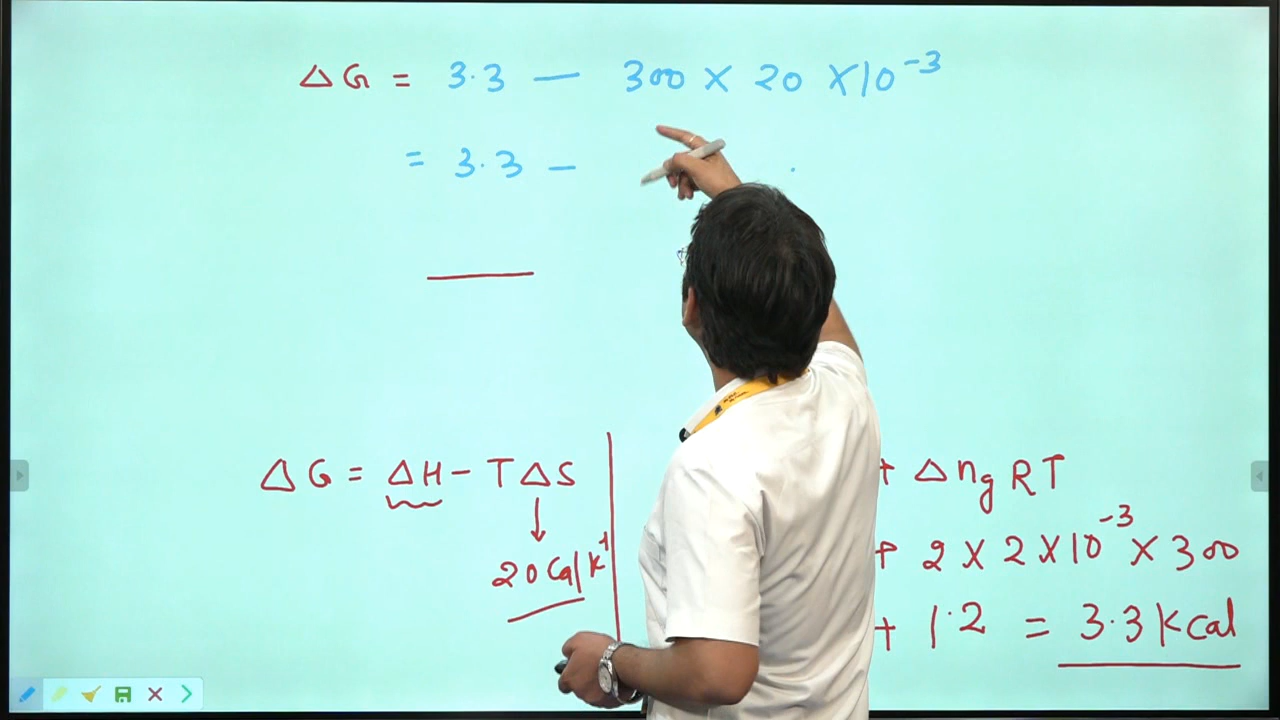 ΔG = 3.3 — 300 × 20 × 10⁻³
= 3.3 —
ΔG = ΔH – TΔS
20 Cal/K⁻¹
+ Δn_g RT
+ 2 × 2 × 10⁻³ × 300
+ 1.2 = 3.3 kcal